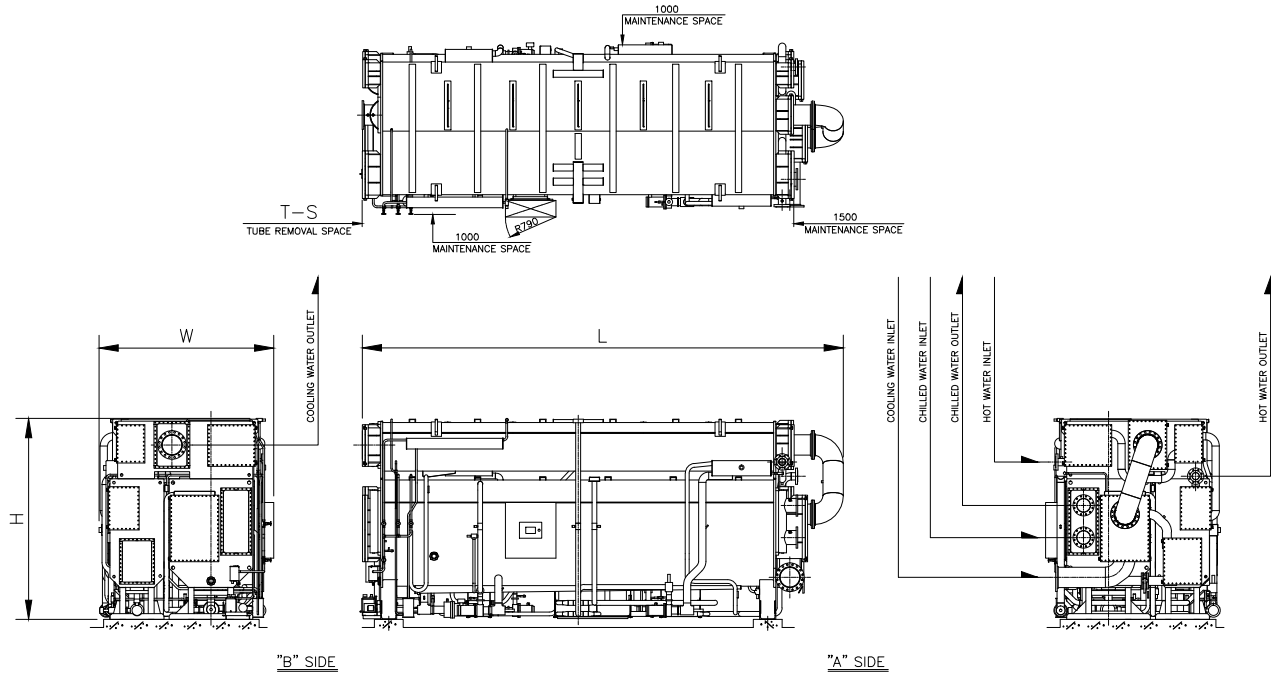 1000
MAINTENANCE SPACE
T-S
TUBE REMOVAL SPACE
1000
MAINTENANCE SPACE
R790
1500
MAINTENANCE SPACE
W
COOLING WATER OUTLET
L
COOLING WATER INLET
CHILLED WATER INLET
CHILLED WATER OUTLET
HOT WATER INLET
HOT WATER OUTLET
H
"B" SIDE
"A" SIDE